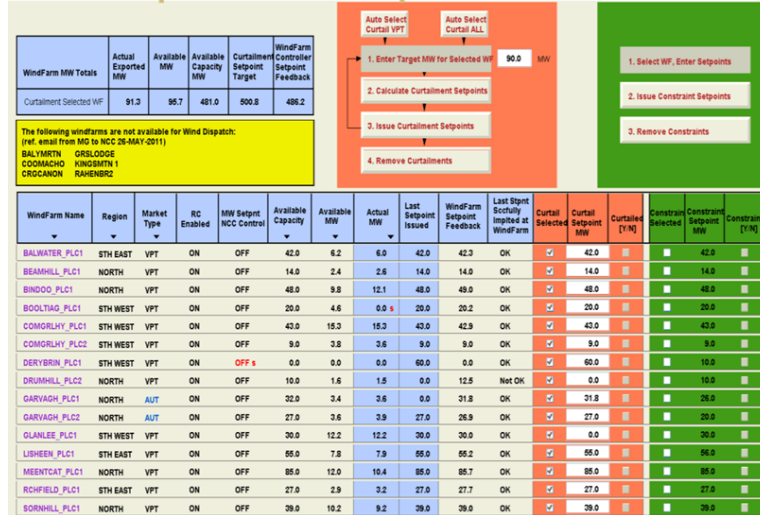 Auto Select Curtail VPT
Auto Select Curtail ALL
1. Enter Target MW for Selected WF 90.0 MW
2. Calculate Curtailment Setpoints
3. Issue Curtailment Setpoints
4. Remove Curtailments
1. Select WF, Enter Setpoints
2. Issue Constraint Setpoints
3. Remove Constraints
WindFarm MW Totals Actual Exported MW Available MW Available Capacity MW Curtailment Setpoint Target WindFarm Controller Setpoint Feedback
Curtailment Selected WF 91.3 95.7 481.0 500.8 486.2
The following windfarms are not available for Wind Dispatch:
(ref. email from MG to NCC 26-MAY-2011)
BALYMRTN GRSLODGE
COOMACHO KINGSMTN 1
CRGCANON RAHENBR2
WindFarm Name Region Market Type RC Enabled MW Setpnt NCC Control Available Capacity Available MW Actual MW Last Setpoint Issued WindFarm Setpoint Feedback Last Stpnt Sccfully Implted at WindFarm Curtail Selected Curtail Setpoint MW Curtailed [Y/N] Constrain Selected Constraint Setpoint MW Constrain [Y/N]
BALWATER_PLC1 STH EAST VPT ON OFF 42.0 6.2 6.0 42.0 42.3 OK 42.0 42.0
BEAMHILL_PLC1 NORTH VPT ON OFF 14.0 2.4 2.6 14.0 14.0 OK 14.0 14.0
BINDOO_PLC1 NORTH VPT ON OFF 48.0 9.8 12.1 48.0 49.0 OK 48.0 48.0
BOOLTIAG_PLC1 STH WEST VPT ON OFF 20.0 4.6 0.0 s 20.0 20.2 OK 20.0 20.0
COMGRLHY_PLC1 STH WEST VPT ON OFF 43.0 15.3 15.3 43.0 42.9 OK 43.0 43.0
COMGRLHY_PLC2 STH WEST VPT ON OFF 9.0 3.8 3.6 9.0 9.0 OK 9.0 9.0
DERYBRIN_PLC1 STH WEST VPT ON OFF s 0.0 0.0 0.0 60.0 0.0 OK 60.0 10.0
DRUMHILL_PLC2 NORTH VPT ON OFF 10.0 1.6 1.5 0.0 12.5 Not OK 0.0 10.0
GARVAGH_PLC1 NORTH AUT ON OFF 32.0 3.4 3.6 0.0 31.8 OK 31.8 26.0
GARVAGH_PLC2 NORTH AUT ON OFF 27.0 3.6 3.9 27.0 26.9 OK 27.0 20.0
GLANLEE_PLC1 STH WEST VPT ON OFF 30.0 12.2 12.2 30.0 30.0 OK 0.0 30.0
LISHEEN_PLC1 STH EAST VPT ON OFF 55.0 7.8 7.9 55.0 55.2 OK 55.0 56.0
MEENTCAT_PLC1 NORTH VPT ON OFF 85.0 12.0 10.4 85.0 85.7 OK 85.0 85.0
RCHFIELD_PLC1 STH EAST VPT ON OFF 27.0 2.9 3.2 27.0 27.7 OK 27.0 27.0
SORNHILL_PLC1 NORTH VPT ON OFF 39.0 10.2 9.2 39.0 39.0 OK 39.0 39.0